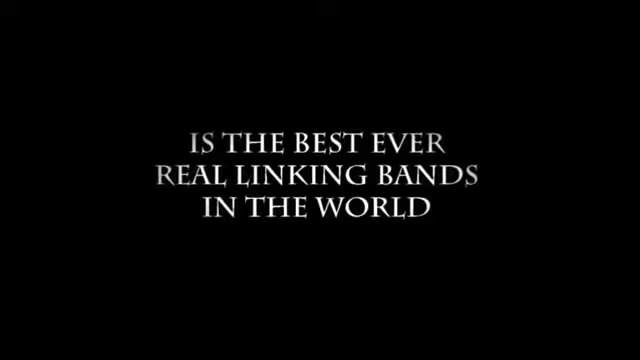 IS THE BEST EVER
REAL LINKING BANDS
IN THE WORLD